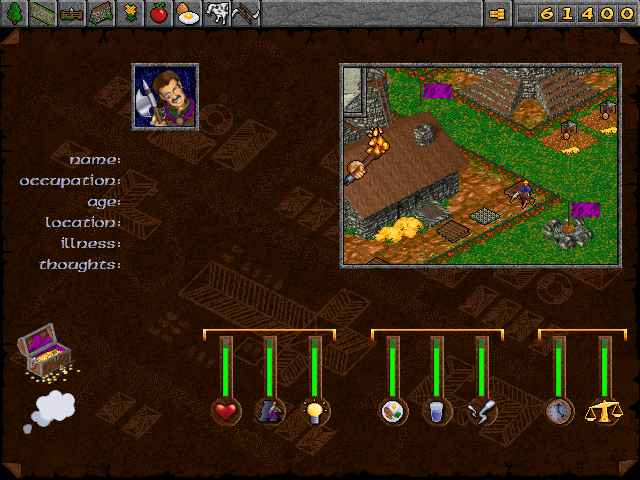 61400
name:
occupation:
age:
location:
illness:
thoughts: